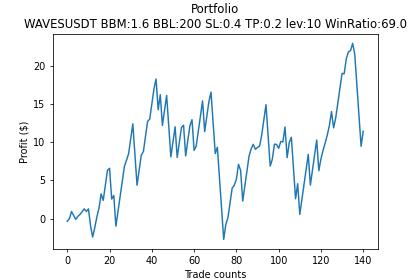 Portfolio
WAVESUSDT BBM:1.6 BBL:200 SL:0.4 TP:0.2 lev:10 WinRatio:69.0
Profit ($)
20
15
10
5
0
0 20 40 60 80 100 120 140
Trade counts